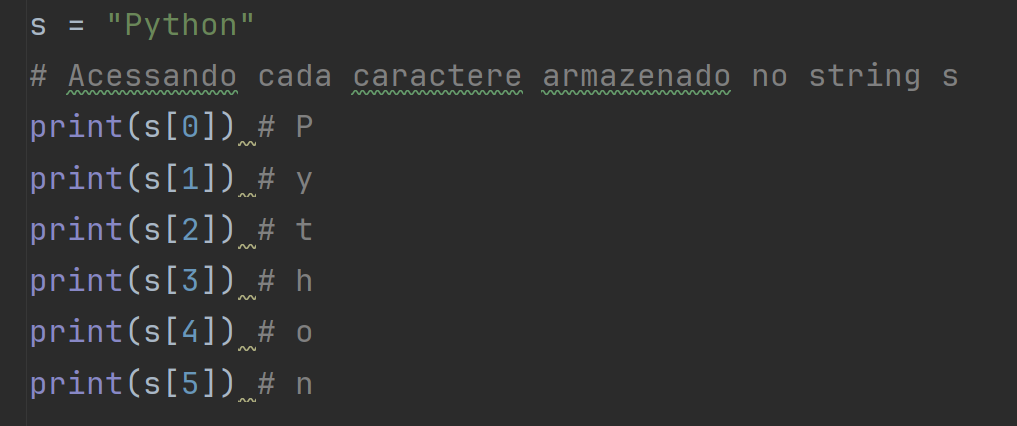 s = "Python"
# Acessando cada caractere armazenado no string s
print(s[0]) # P
print(s[1]) # y
print(s[2]) # t
print(s[3]) # h
print(s[4]) # o
print(s[5]) # n